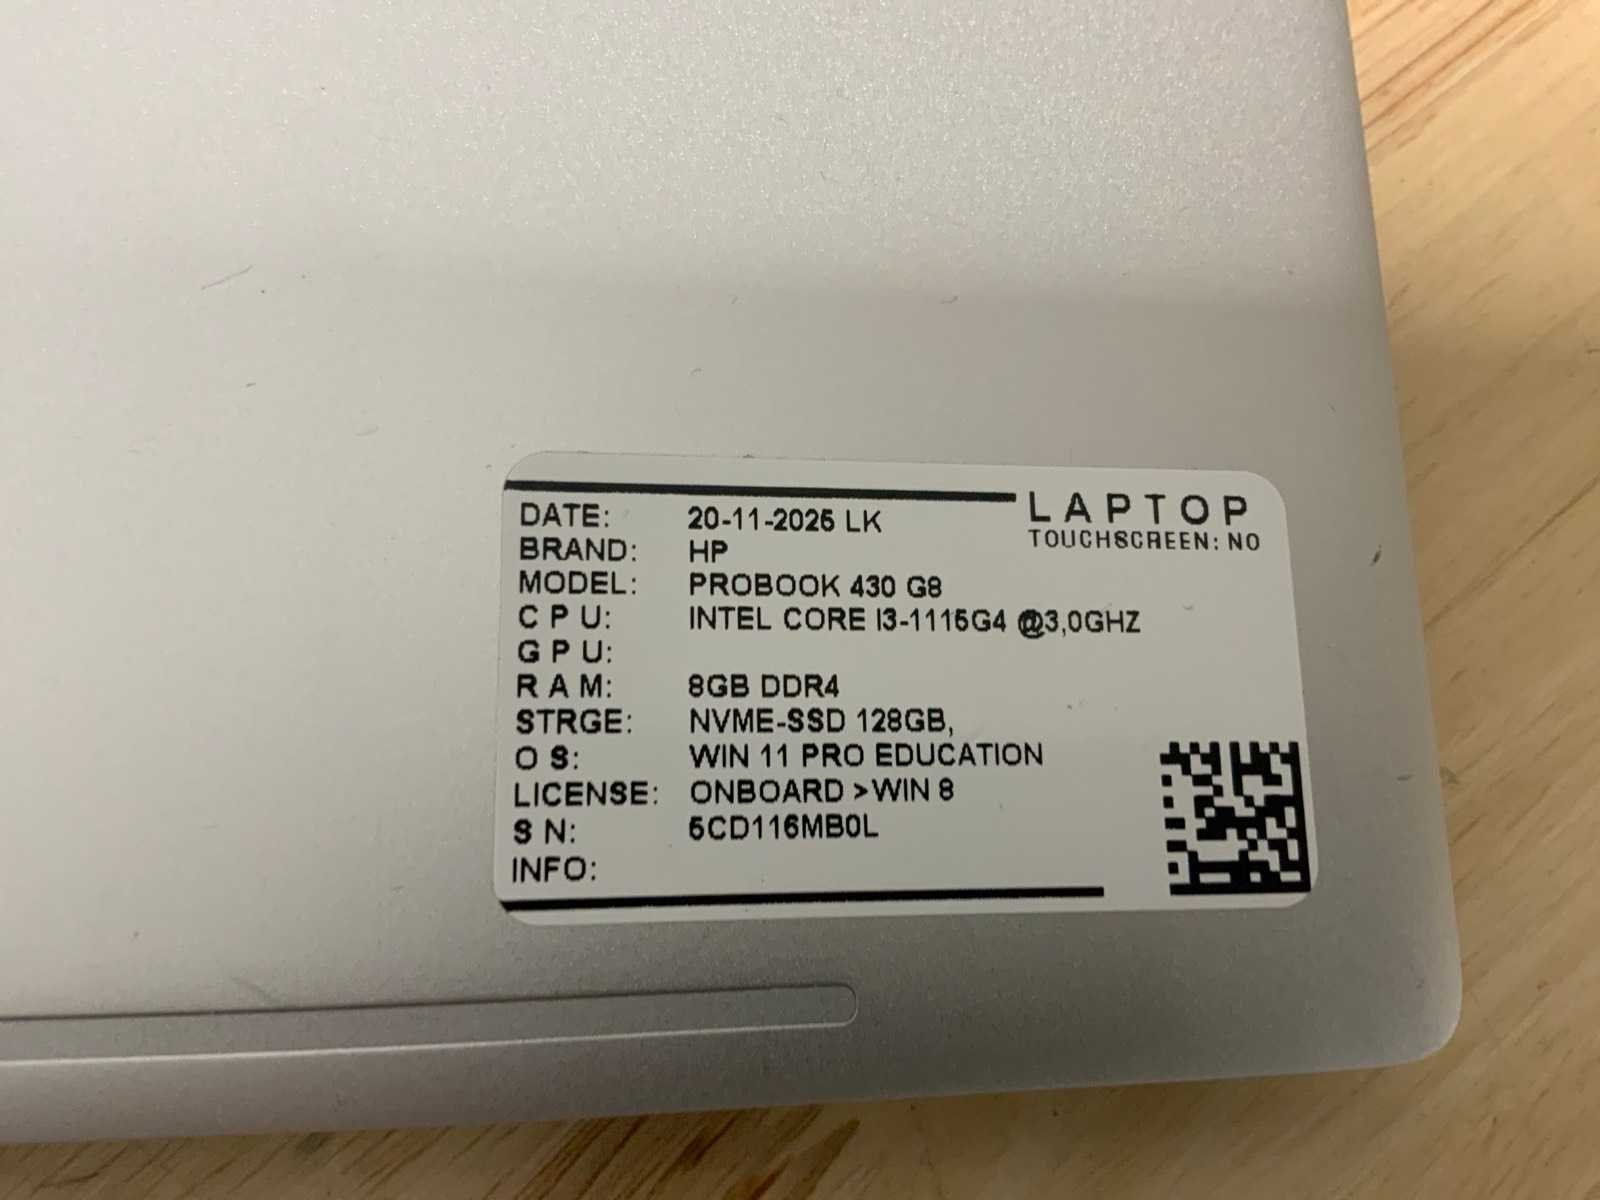 LAPTOP
TOUCHSCREEN: NO
DATE: 20-11-2025 LK
BRAND: HP
MODEL: PROBOOK 430 G8
C P U: INTEL CORE I3-1115G4 @3,0GHZ
G P U:
R A M: 8GB DDR4
STRGE: NVME-SSD 128GB,
O S: WIN 11 PRO EDUCATION
LICENSE: ONBOARD >WIN 8
S N: 5CD116MB0L
INFO: